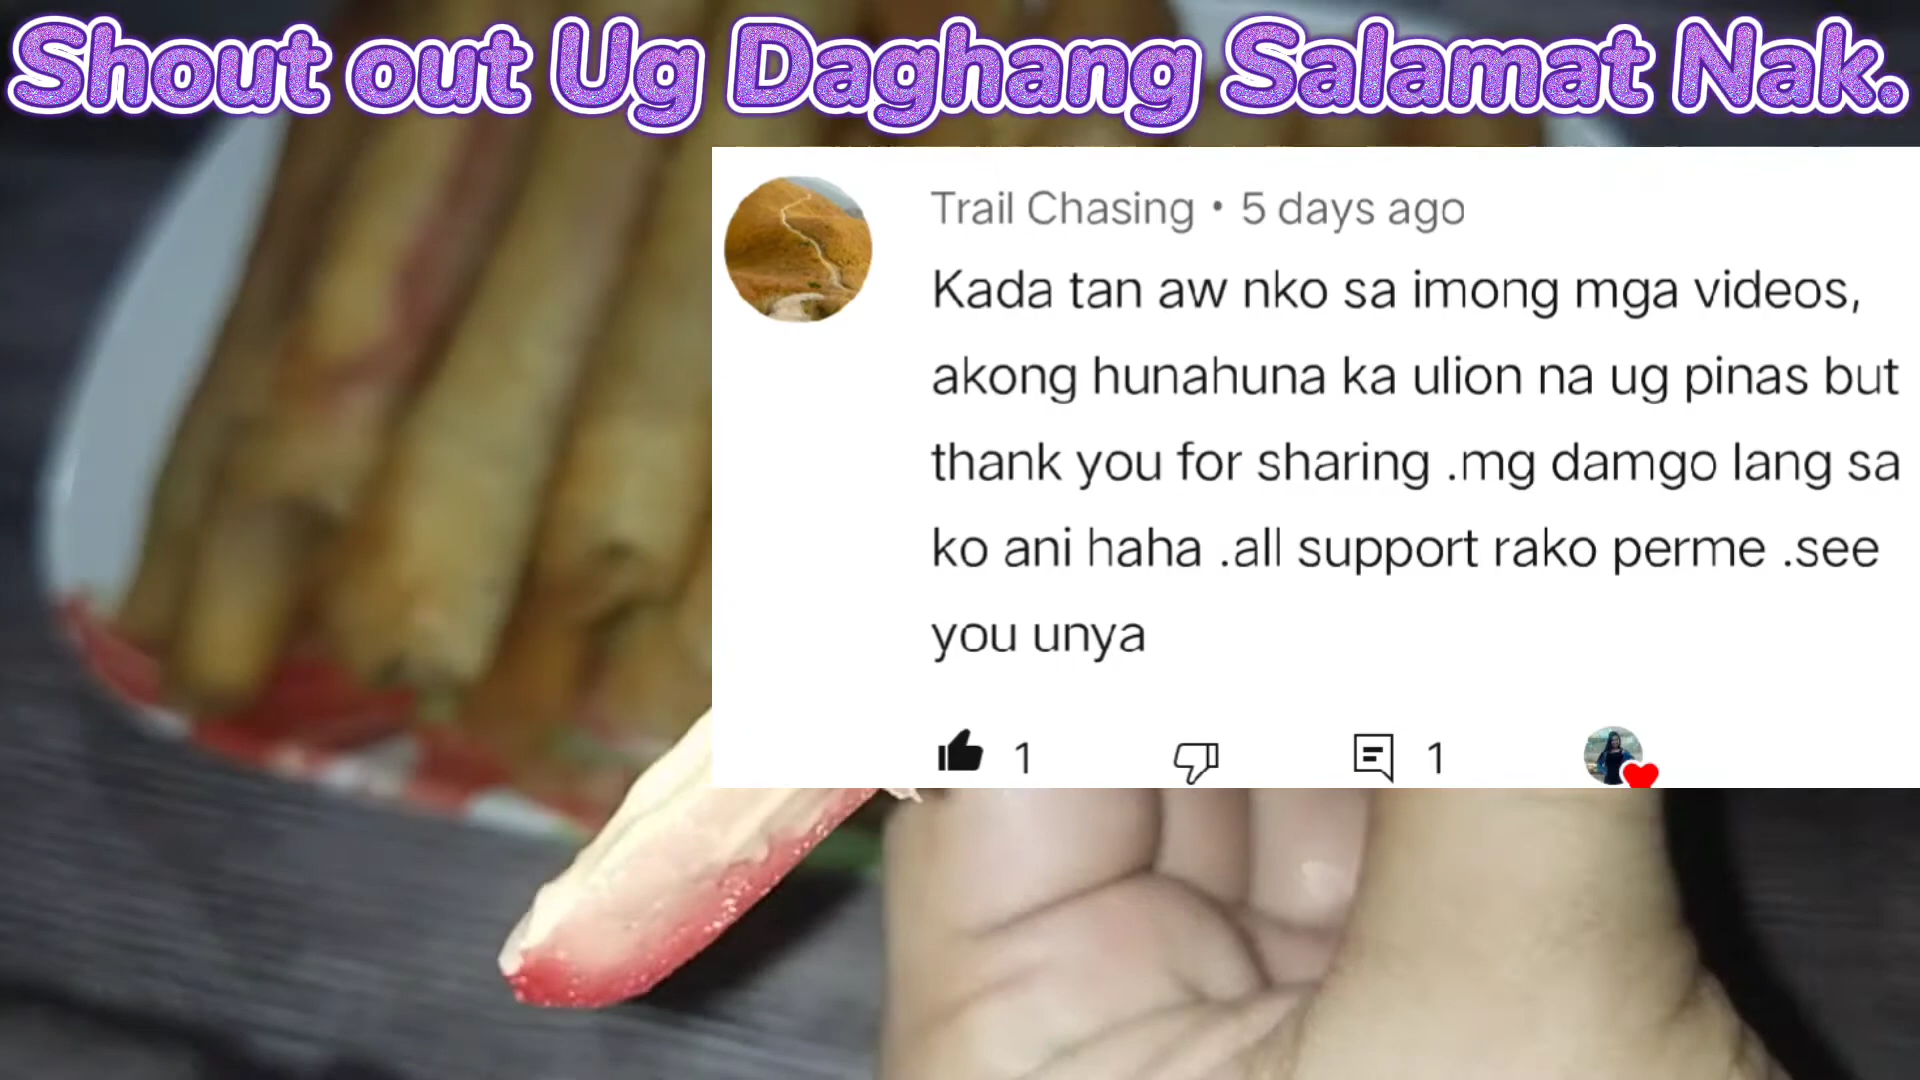 Shout out Ug Daghang Salamat Nak.
Trail Chasing • 5 days ago
Kada tan aw nko sa imong mga videos,
akong hunahuna ka ulion na ug pinas but
thank you for sharing .mg damgo lang sa
ko ani haha .all support rako perme .see
you unya
1 1